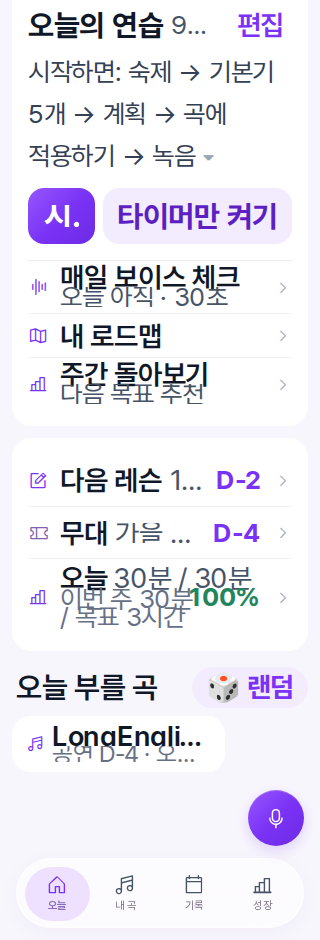 오늘의 연습 9... 편집
시작하면: 숙제 → 기본기
5개 → 계획 → 곡에
적용하기 → 녹음
시. 타이머만 켜기
매일 보이스 체크
오늘 아직 · 30초
내 로드맵
주간 돌아보기
다음 목표 추천
다음 레슨 1... D-2
무대 가을 ... D-4
오늘 30분 / 30분
이번 주 30분 100%
/ 목표 3시간
오늘 부를 곡 🎲 랜덤
LongEngli...
공연 D-4 · 오...
오늘 내 곡 기록 성장